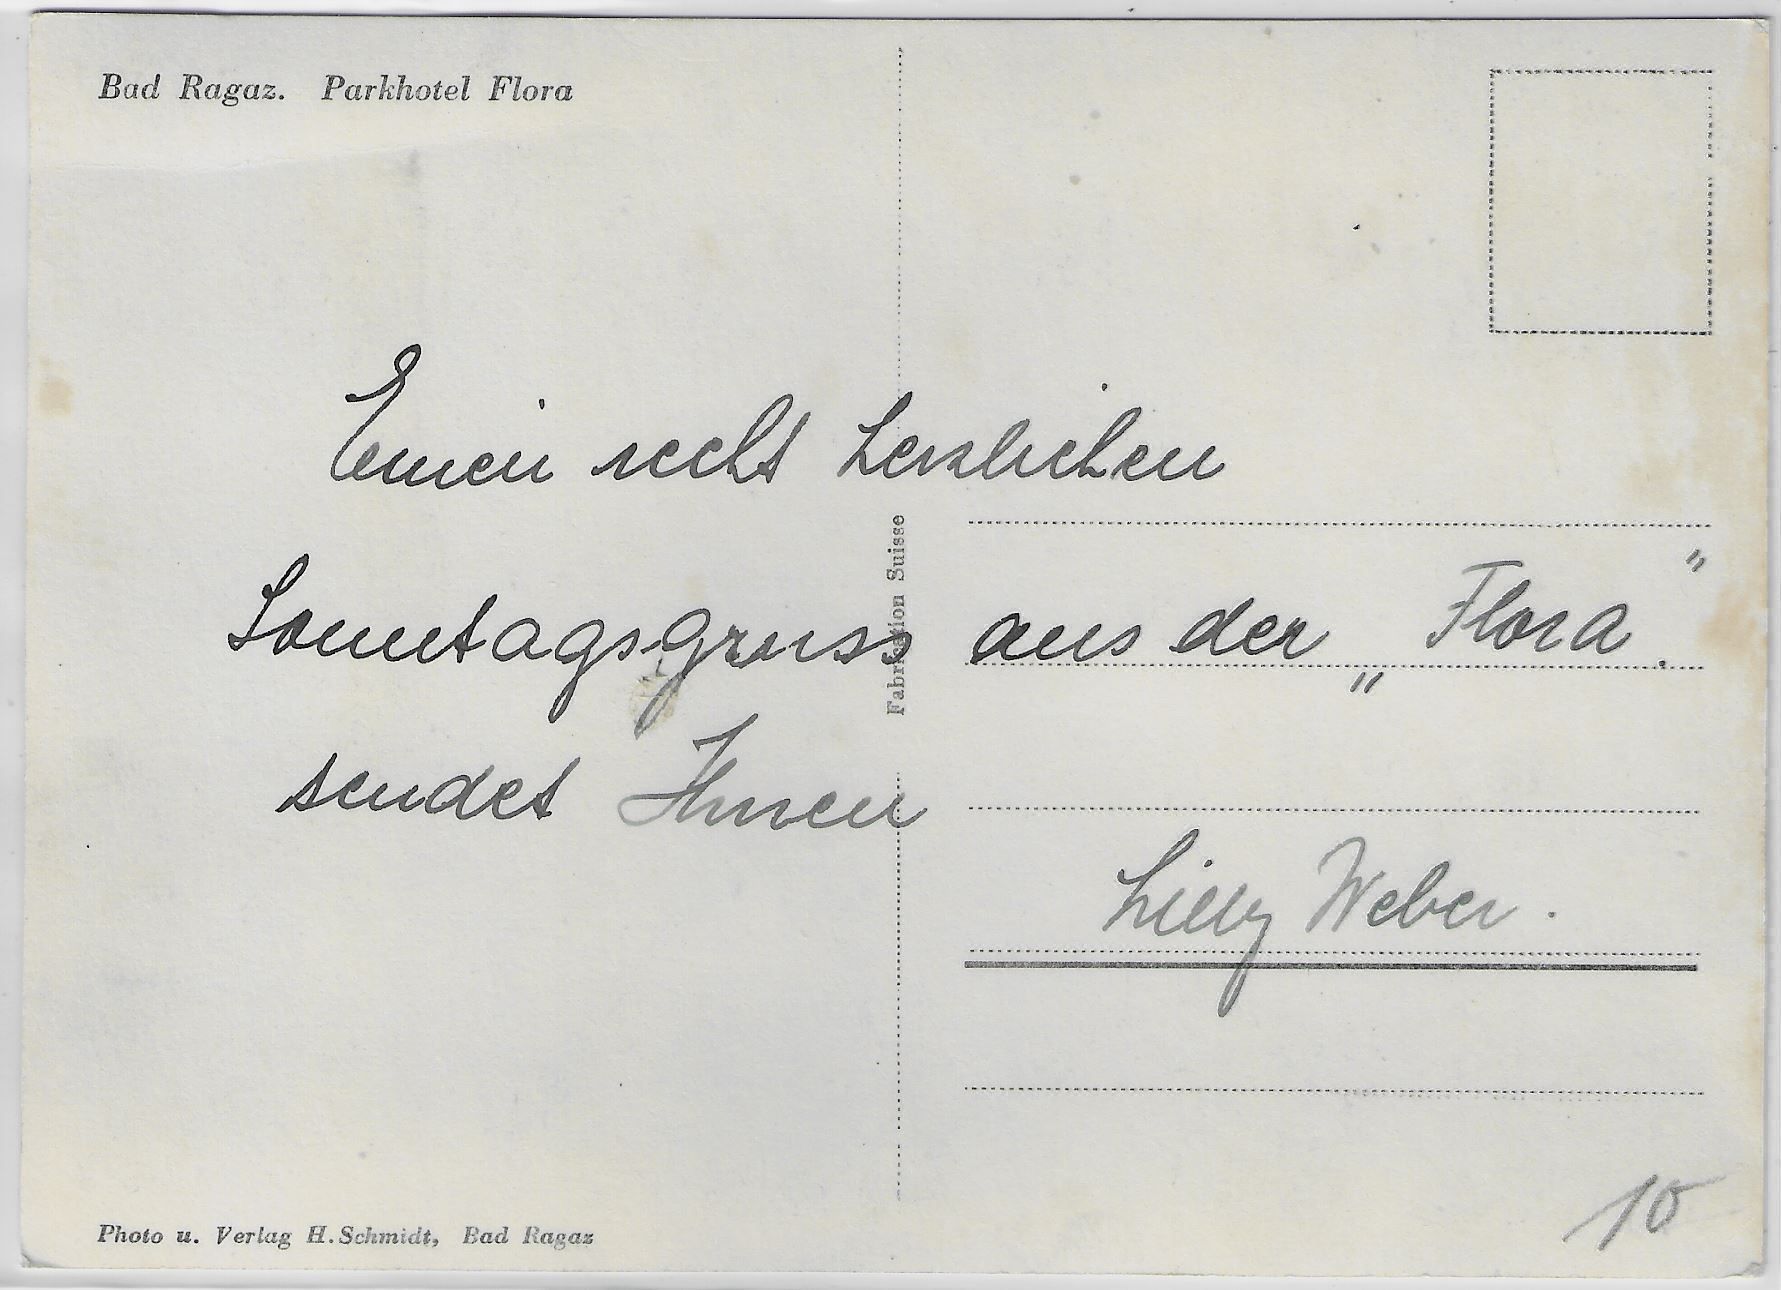 Bad Ragaz. Parkhotel Flora
Einen recht herzlichen
Sonntagsgruss aus der „Flora."
sendet Ihnen
Lilly Weber.
Fabrikation Suisse
10
Photo u. Verlag H. Schmidt, Bad Ragaz